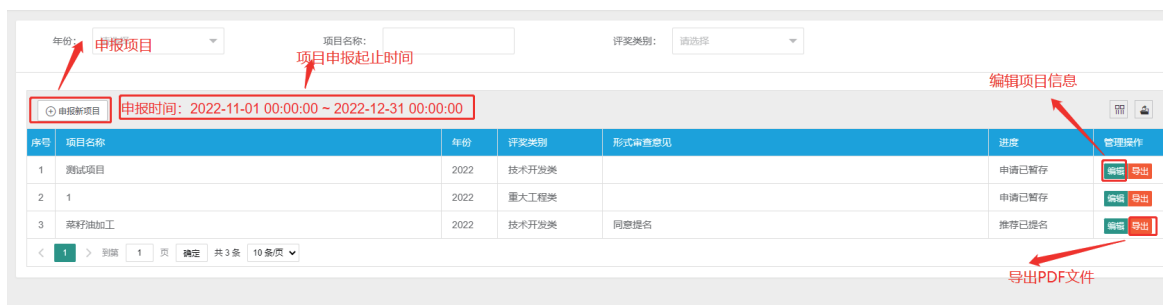 年份: 项目名称: 评奖类别: 请选择
申报项目
项目申报起止时间
编辑项目信息
申报新项目 申报时间：2022-11-01 00:00:00 ~ 2022-12-31 00:00:00
序号 项目名称 年份 评奖类别 形式审查意见 进度 管理操作
1 测试项目 2022 技术开发类 申请已暂存 编辑 导出
2 1 2022 重大工程类 申请已暂存 编辑 导出
3 菜籽油加工 2022 技术开发类 同意提名 推荐已提名 编辑 导出
< 1 > 到第 1 页 确定 共 3 条 10 条/页
导出PDF文件